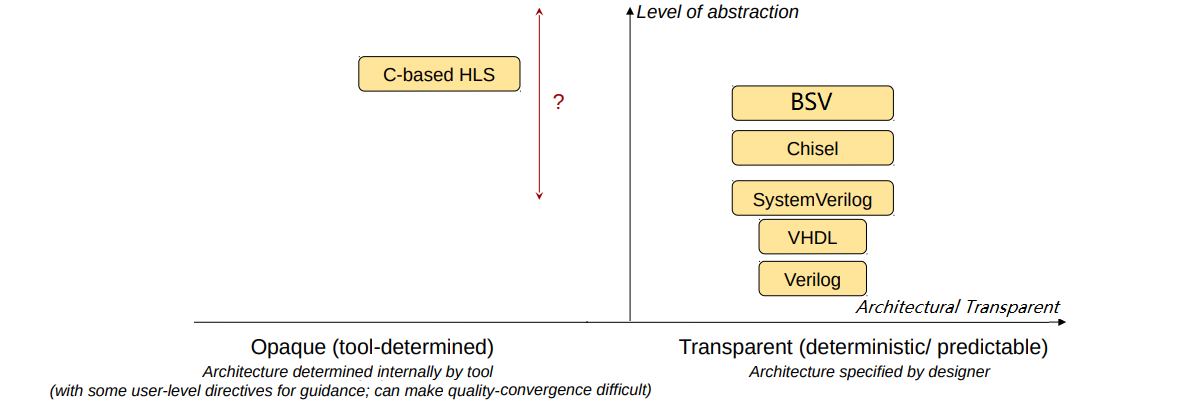 Level of abstraction
C-based HLS
?
BSV
Chisel
SystemVerilog
VHDL
Verilog
Architectural Transparent
Opaque (tool-determined)
Architecture determined internally by tool
(with some user-level directives for guidance; can make quality-convergence difficult)
Transparent (deterministic/ predictable)
Architecture specified by designer